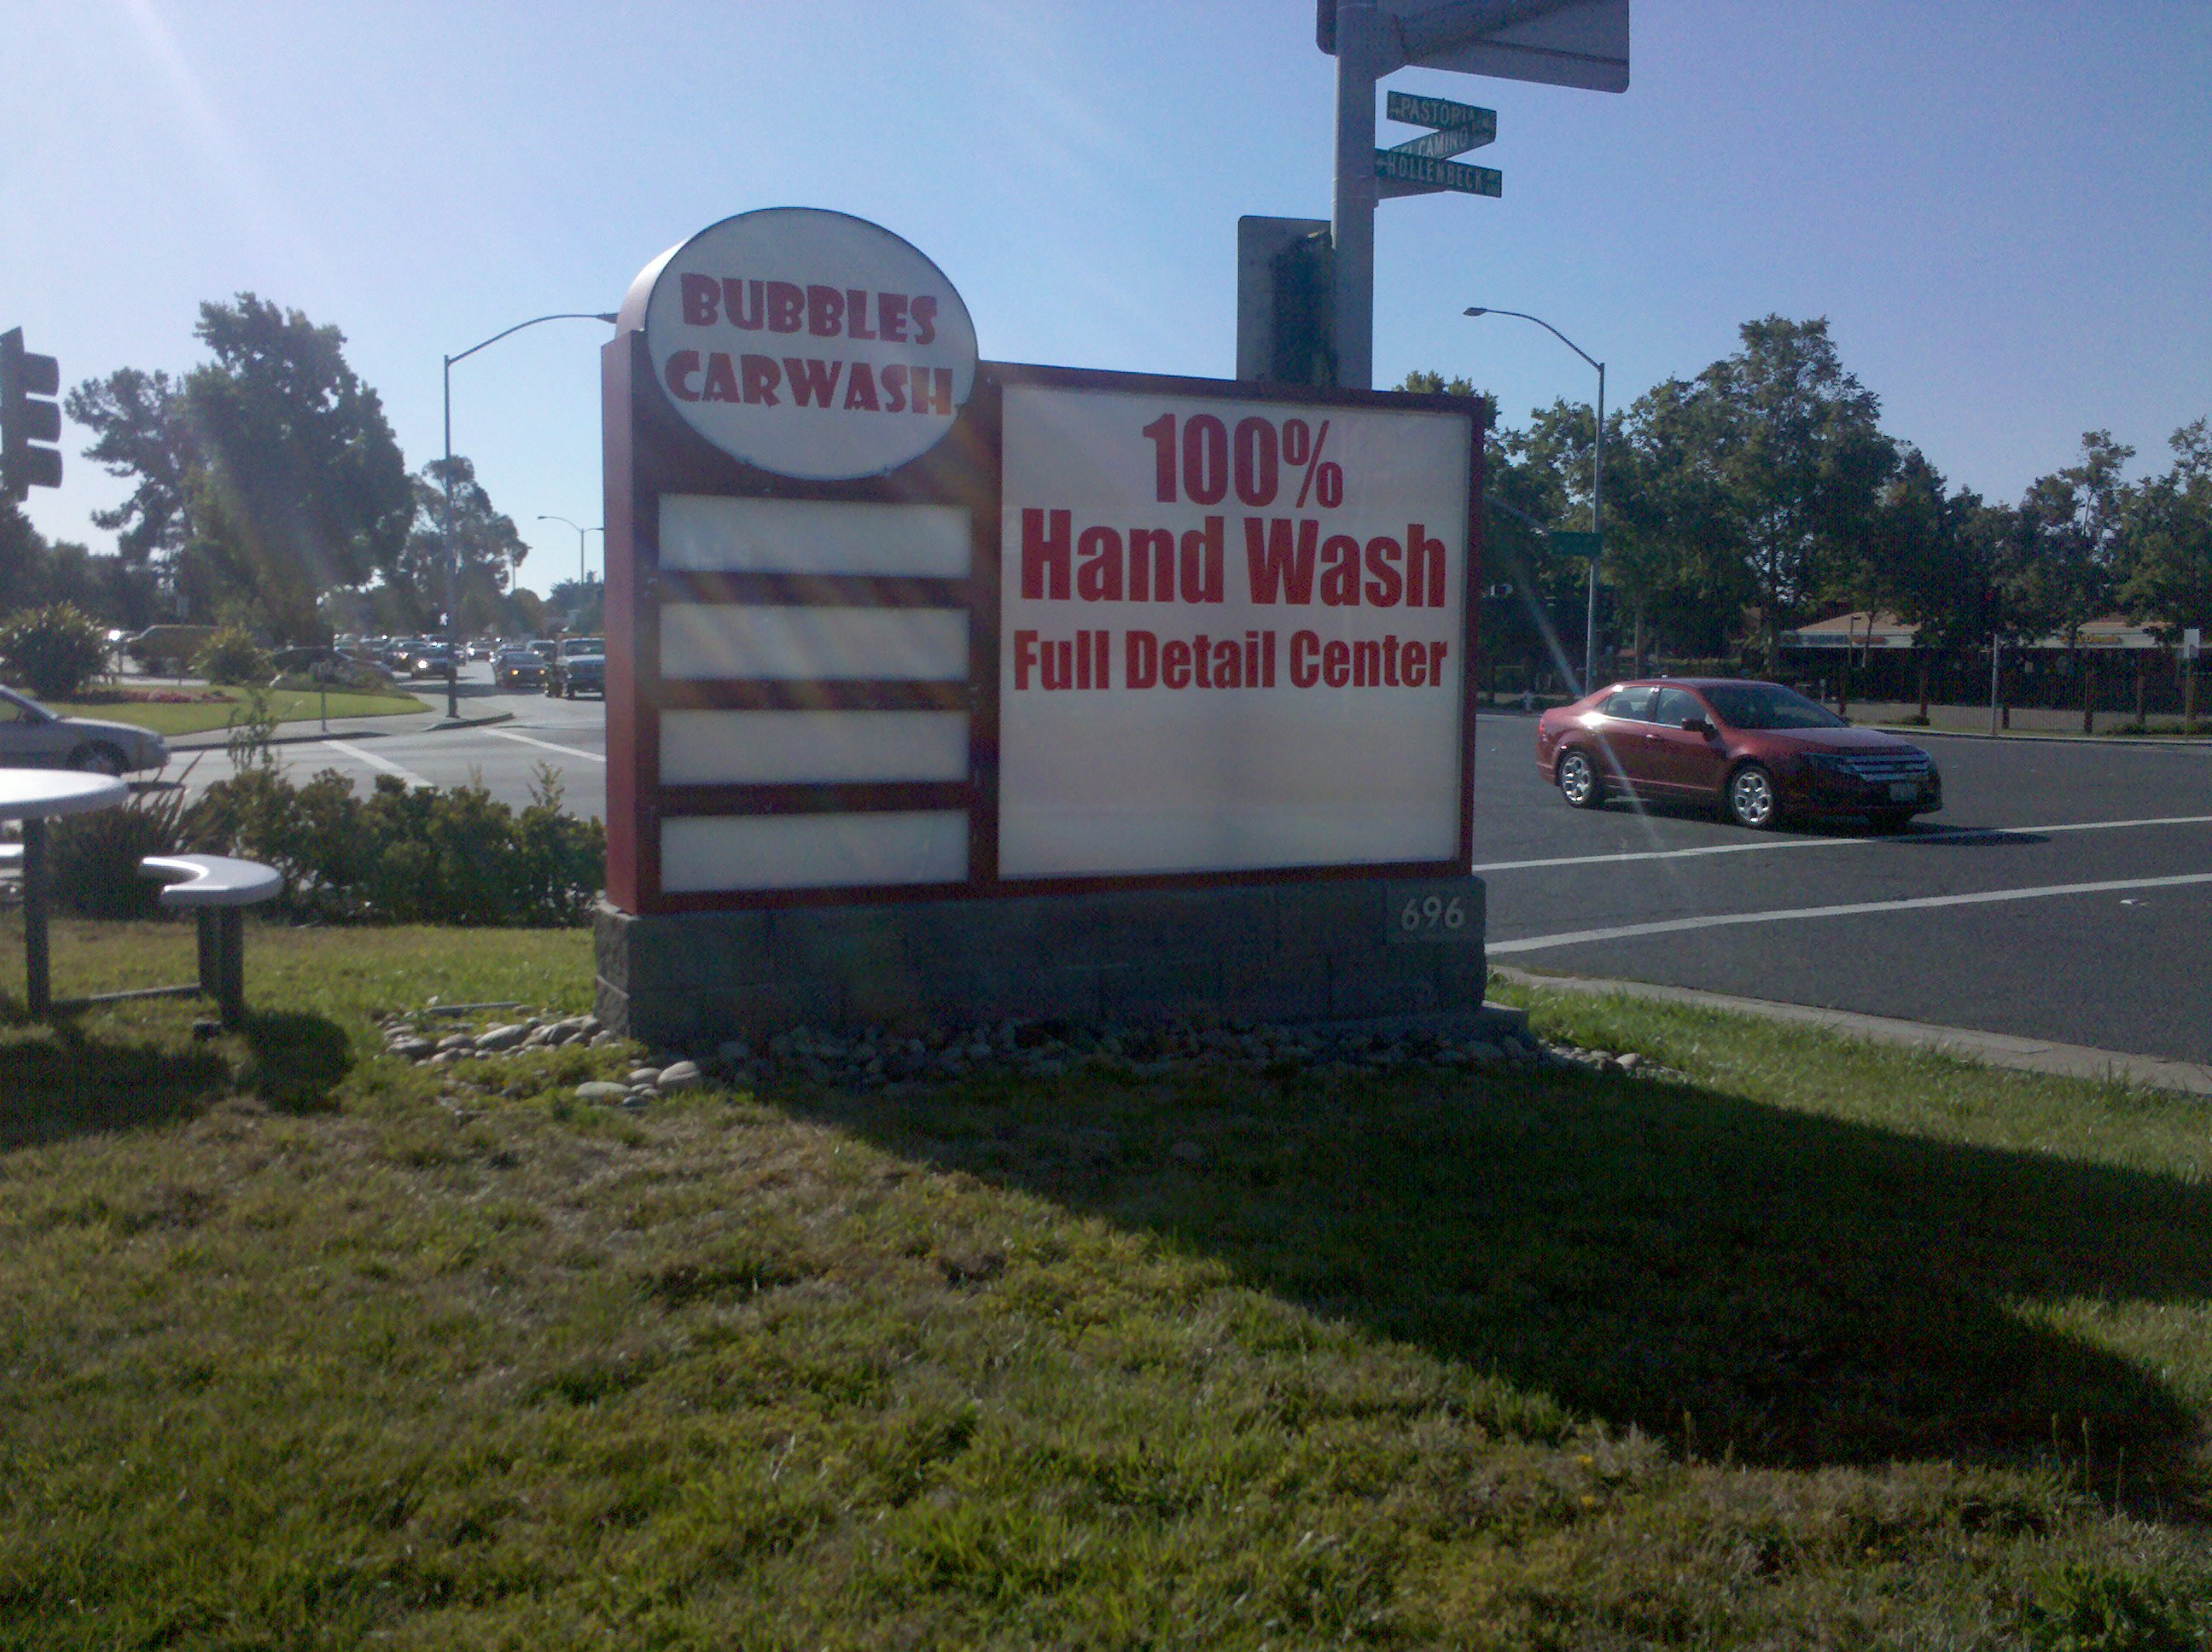 PASTORIA
EL CAMINO
HOLLENBECK
BUBBLES
CARWASH
100%
Hand Wash
Full Detail Center
696